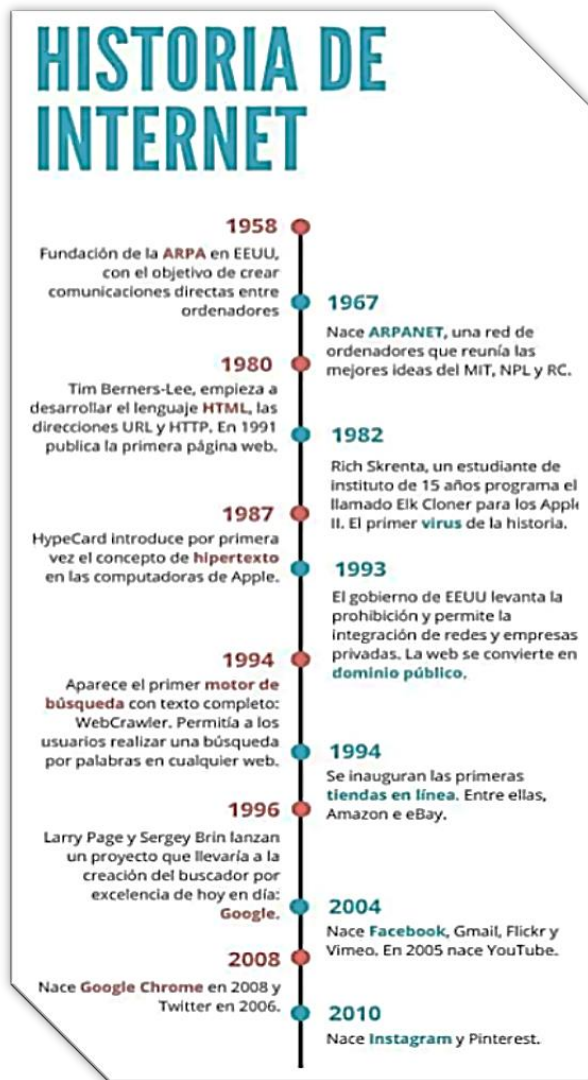 HISTORIA DE
INTERNET
1958
Fundación de la ARPA en EEUU,
con el objetivo de crear
comunicaciones directas entre
ordenadores
1967
Nace ARPANET, una red de
ordenadores que reunía las
mejores ideas del MIT, NPL y RC.
1980
Tim Berners-Lee, empieza a
desarrollar el lenguaje HTML, las
direcciones URL y HTTP. En 1991
publica la primera página web.
1982
Rich Skrenta, un estudiante de
instituto de 15 años programa el
llamado Elk Cloner para los Apple
II. El primer virus de la historia.
1987
HypeCard introduce por primera
vez el concepto de hipertexto
en las computadoras de Apple.
1993
El gobierno de EEUU levanta la
prohibición y permite la
integración de redes y empresas
privadas. La web se convierte en
dominio público.
1994
Aparece el primer motor de
búsqueda con texto completo:
WebCrawler. Permitía a los
usuarios realizar una búsqueda
por palabras en cualquier web.
1994
Se inauguran las primeras
tiendas en línea. Entre ellas,
Amazon e eBay.
1996
Larry Page y Sergey Brin lanzan
un proyecto que llevaría a la
creación del buscador por
excelencia de hoy en día:
Google.
2004
Nace Facebook, Gmail, Flickr y
Vimeo. En 2005 nace YouTube.
2008
Nace Google Chrome en 2008 y
Twitter en 2006.
2010
Nace Instagram y Pinterest.